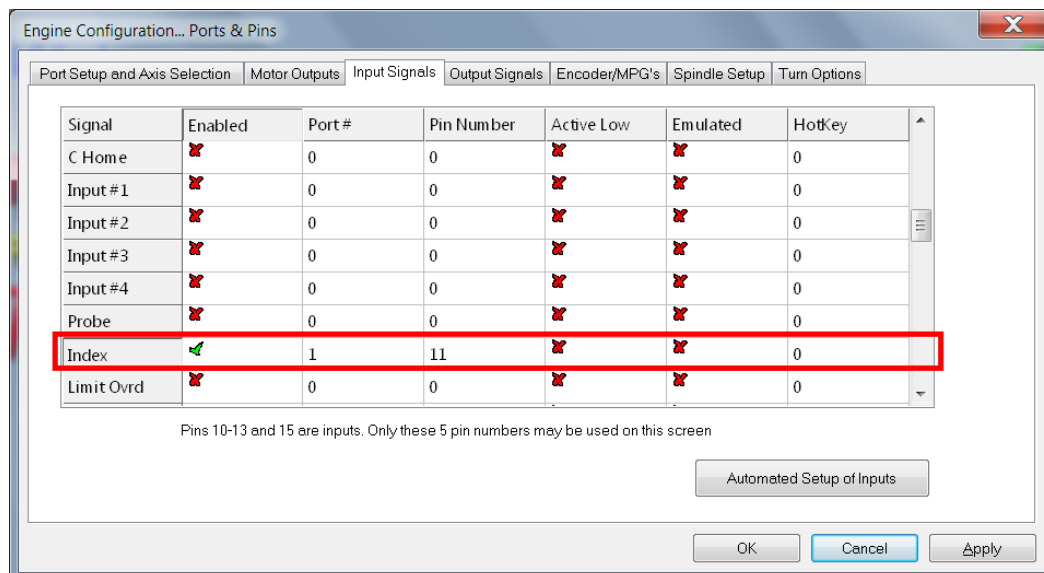 Engine Configuration... Ports & Pins
X
Port Setup and Axis Selection Motor Outputs Input Signals Output Signals Encoder/MPG's Spindle Setup Turn Options
Signal Enabled Port # Pin Number Active Low Emulated HotKey
C Home 0 0 0
Input #1 0 0 0
Input #2 0 0 0
Input #3 0 0 0
Input #4 0 0 0
Probe 0 0 0
Index 1 11 0
Limit Ovrd 0 0 0
Pins 10-13 and 15 are inputs. Only these 5 pin numbers may be used on this screen
Automated Setup of Inputs
OK Cancel Apply